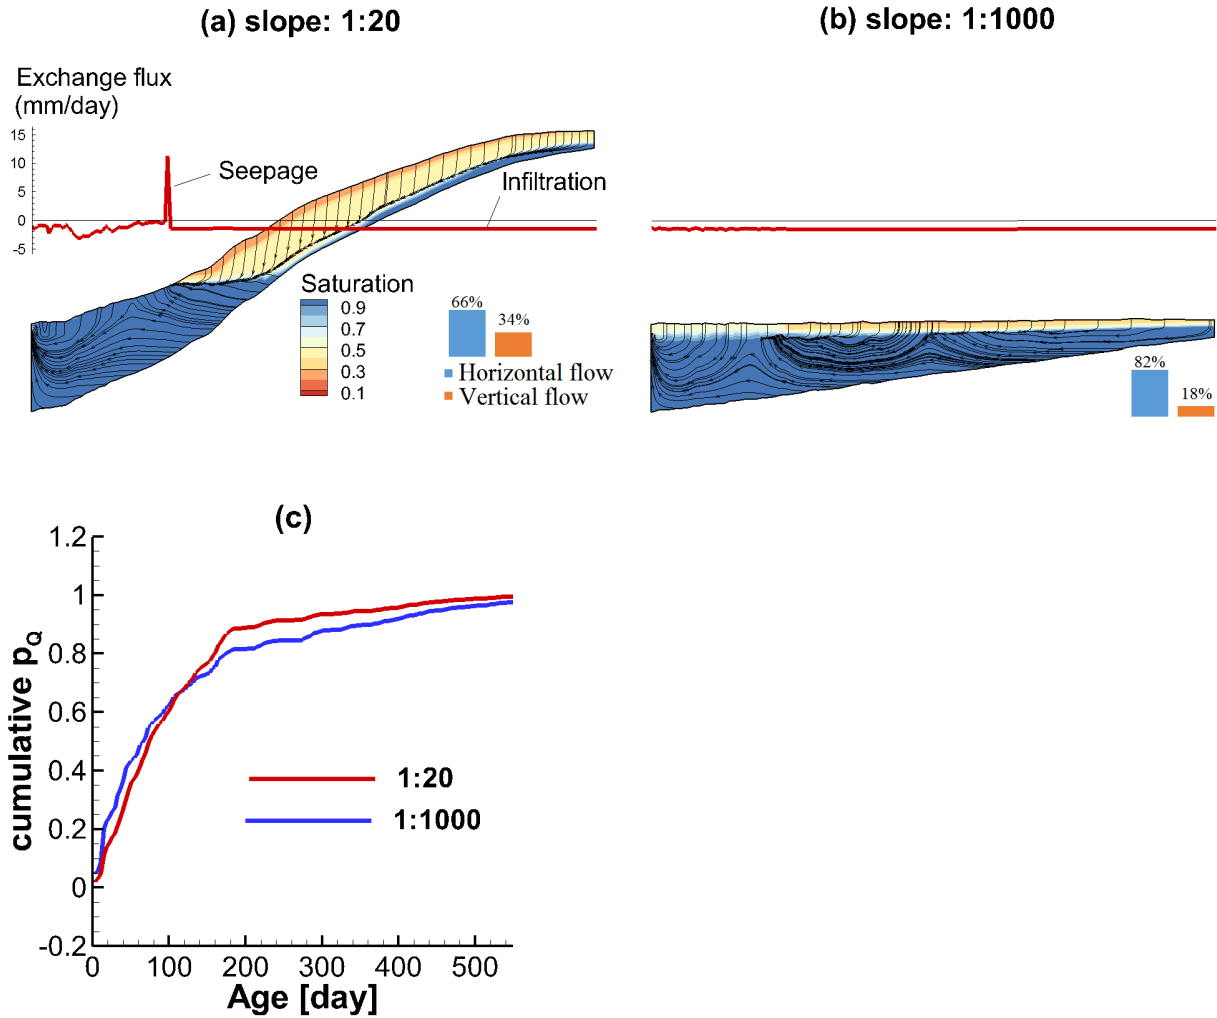 (a) slope: 1:20
(b) slope: 1:1000
Exchange flux
(mm/day)
15
10
5
0
-5
Seepage
Infiltration
Saturation
0.9
0.7
0.5
0.3
0.1
66%
34%
Horizontal flow
Vertical flow
82%
18%
(c)
1.2
1
0.8
0.6
0.4
0.2
0
-0.2
cumulative pQ
1:20
1:1000
0 100 200 300 400 500
Age [day]